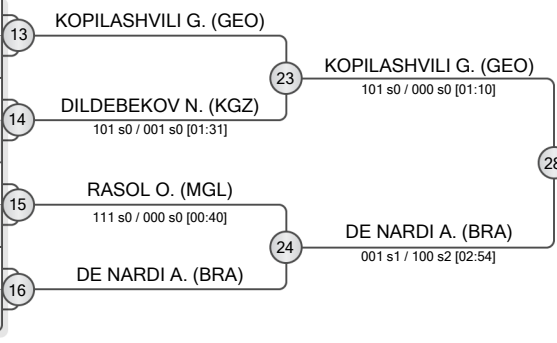 13
KOPILASHVILI G. (GEO)
23
KOPILASHVILI G. (GEO)
101 s0 / 000 s0 [01:10]
14
DILDEBEKOV N. (KGZ)
101 s0 / 001 s0 [01:31]
28
15
RASOL O. (MGL)
111 s0 / 000 s0 [00:40]
24
DE NARDI A. (BRA)
001 s1 / 100 s2 [02:54]
16
DE NARDI A. (BRA)